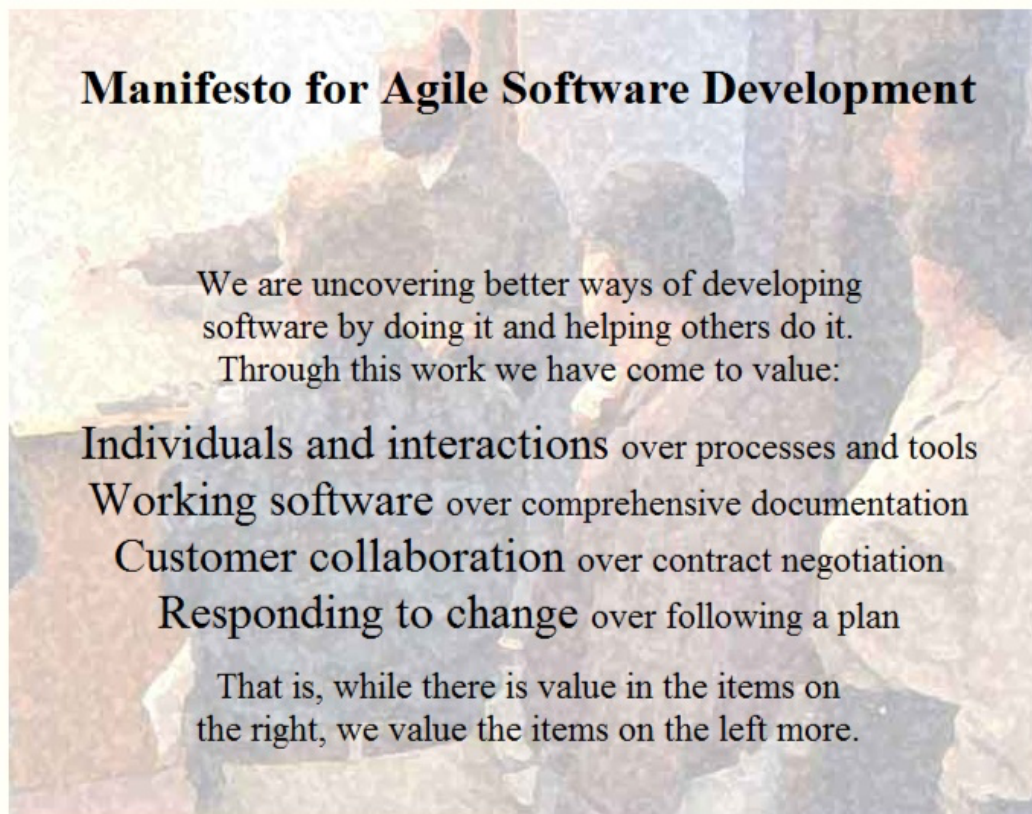 Manifesto for Agile Software Development
We are uncovering better ways of developing
software by doing it and helping others do it.
Through this work we have come to value:
Individuals and interactions over processes and tools
Working software over comprehensive documentation
Customer collaboration over contract negotiation
Responding to change over following a plan
That is, while there is value in the items on
the right, we value the items on the left more.